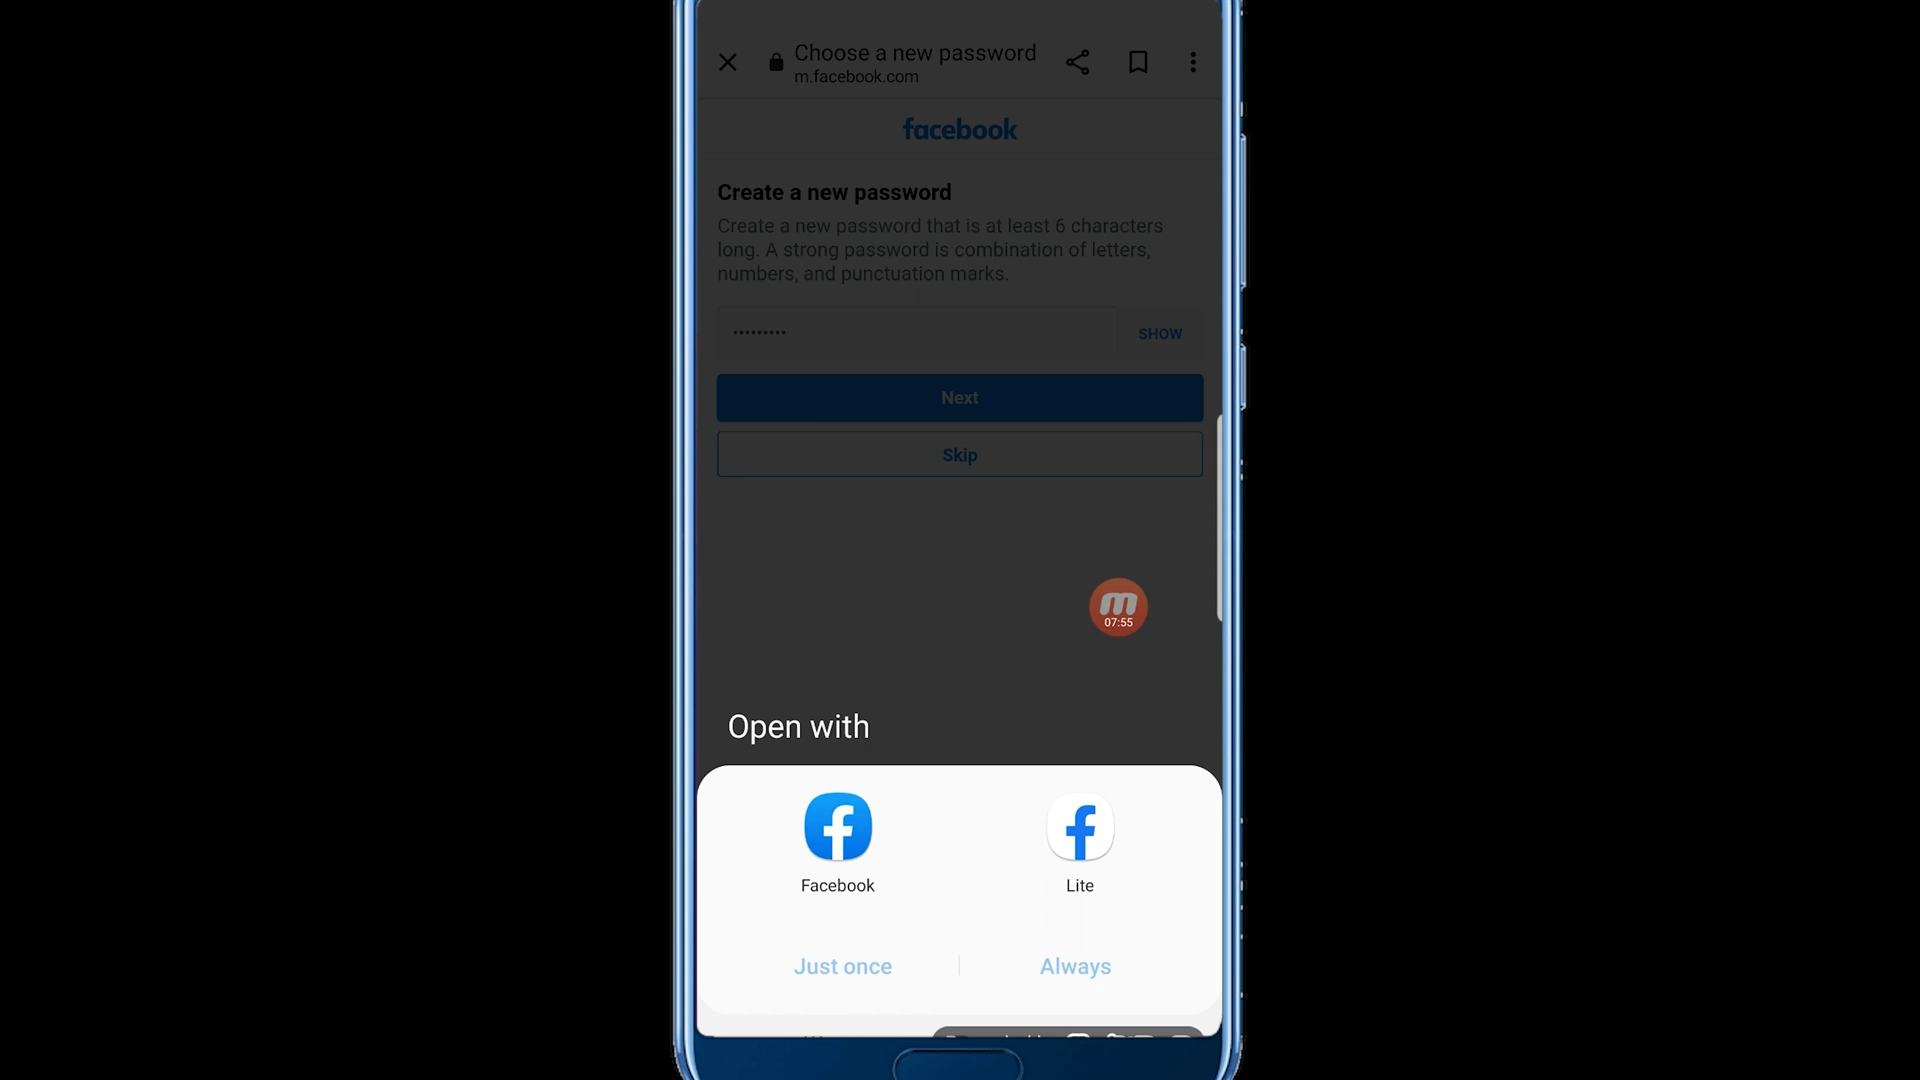 Choose a new password
m.facebook.com
facebook
Create a new password
Create a new password that is at least 6 characters
long. A strong password is combination of letters,
numbers, and punctuation marks.
•••••••••
SHOW
Next
Skip
07:55
Open with
Facebook
Lite
Just once
Always